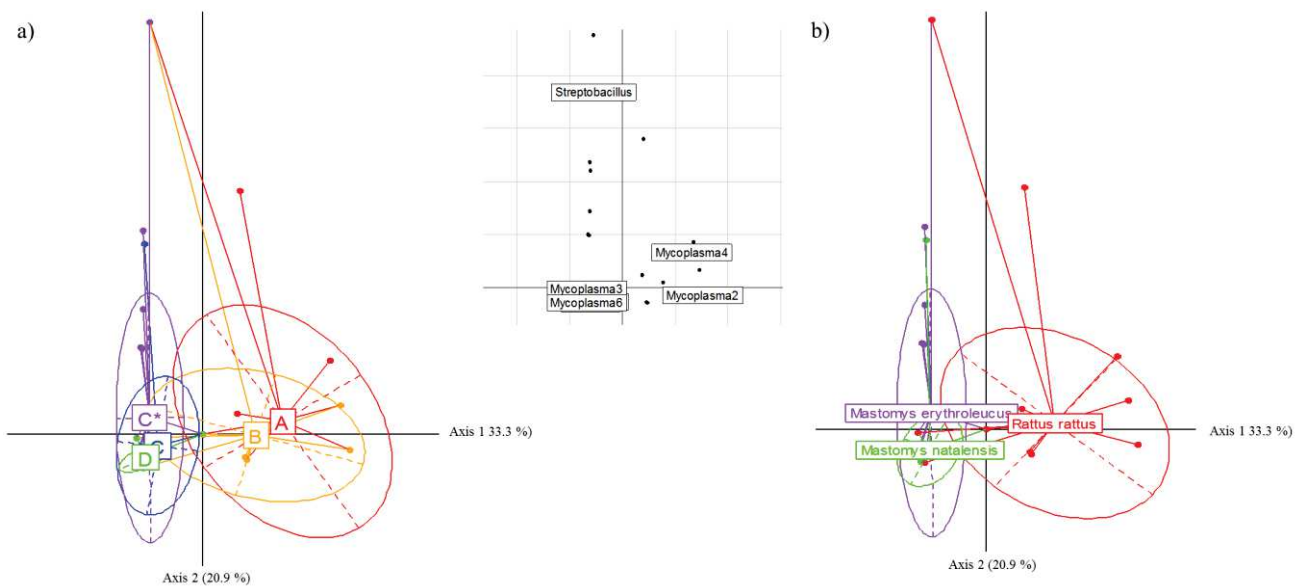 a)
b)
Streptobacillus
Mycoplasma4
Mycoplasma3
Mycoplasma2
Mycoplasma6
C*
A
B
C
D
Axis 1 33.3 %)
Axis 2 (20.9 %)
Mastomys erythroleucus
Rattus rattus
Mastomys natalensis
Axis 1 33.3 %)
Axis 2 (20.9 %)